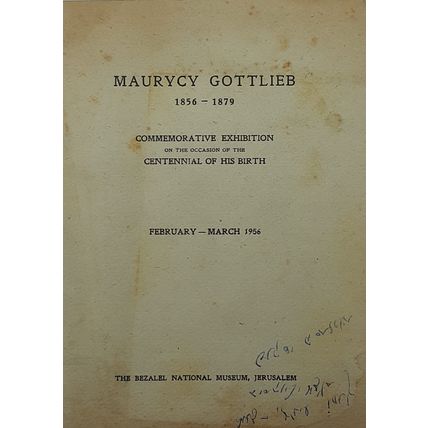 MAURYCY GOTTLIEB
1856 — 1879
COMMEMORATIVE EXHIBITION
ON THE OCCASION OF THE
CENTENNIAL OF HIS BIRTH
FEBRUARY — MARCH 1956
THE BEZALEL NATIONAL MUSEUM, JERUSALEM